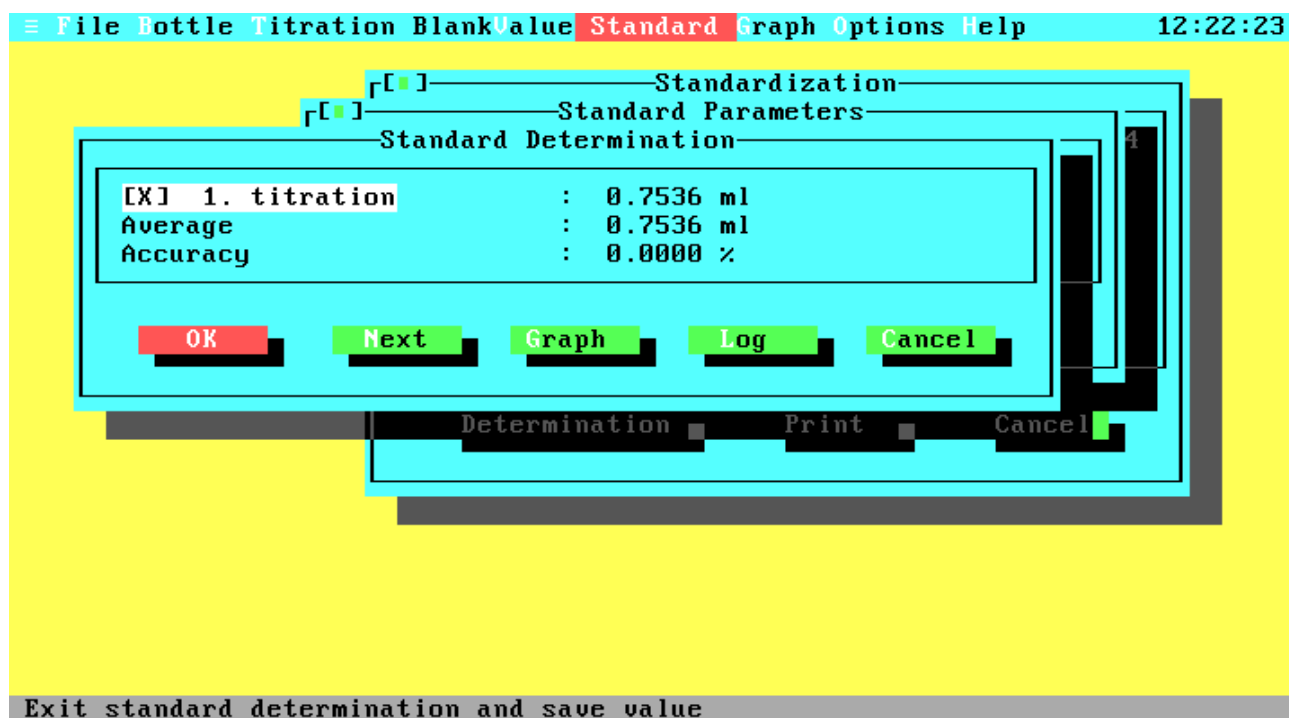 ≡ File Bottle Titration BlankValue Standard Graph Options Help 12:22:23
[▪] Standardization
[▪] Standard Parameters
Standard Determination
4
[X] 1. titration : 0.7536 ml
Average : 0.7536 ml
Accuracy : 0.0000 %
OK Next Graph Log Cancel
Determination Print Cancel
Exit standard determination and save value